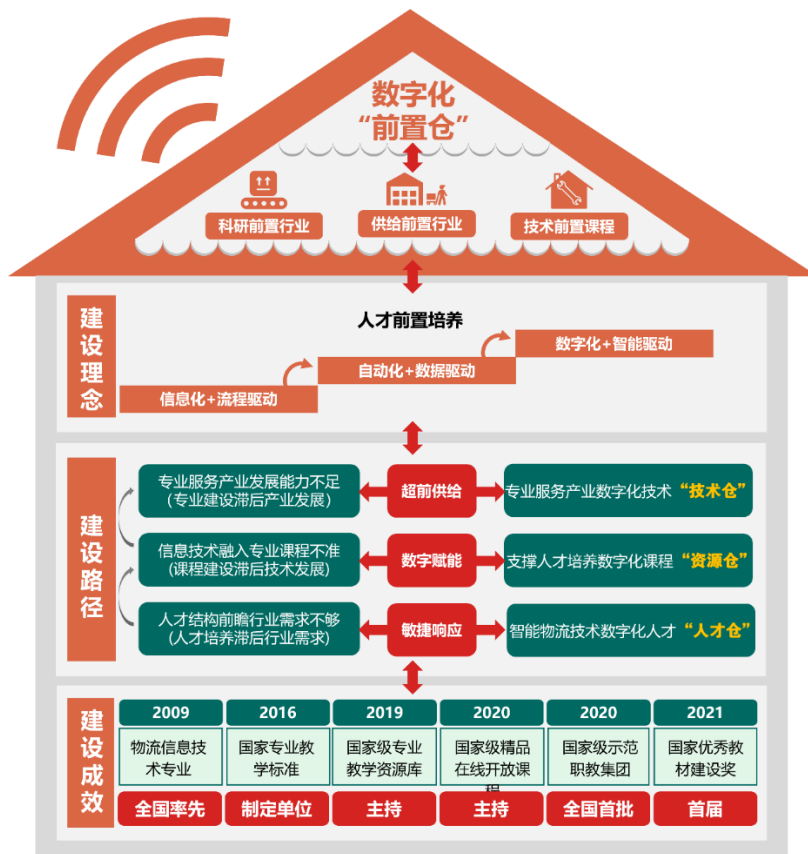 数字化
“前置仓”
科研前置行业
供给前置行业
技术前置课程
建设理念
人才前置培养
数字化+智能驱动
自动化+数据驱动
信息化+流程驱动
建设路径
专业服务产业发展能力不足
(专业建设滞后产业发展)
超前供给
专业服务产业数字化技术 “技术仓”
信息技术融入专业课程不准
(课程建设滞后技术发展)
数字赋能
支撑人才培养数字化课程 “资源仓”
人才结构前瞻行业需求不够
(人才培养滞后行业需求)
敏捷响应
智能物流技术数字化人才 “人才仓”
建设成效
2009
2016
2019
2020
2020
2021
物流信息技
术专业
国家专业教
学标准
国家级专业
教学资源库
国家级精品
在线开放课
程
国家级示范
职教集团
国家优秀教
材建设奖
全国率先
制定单位
主持
主持
全国首批
首届